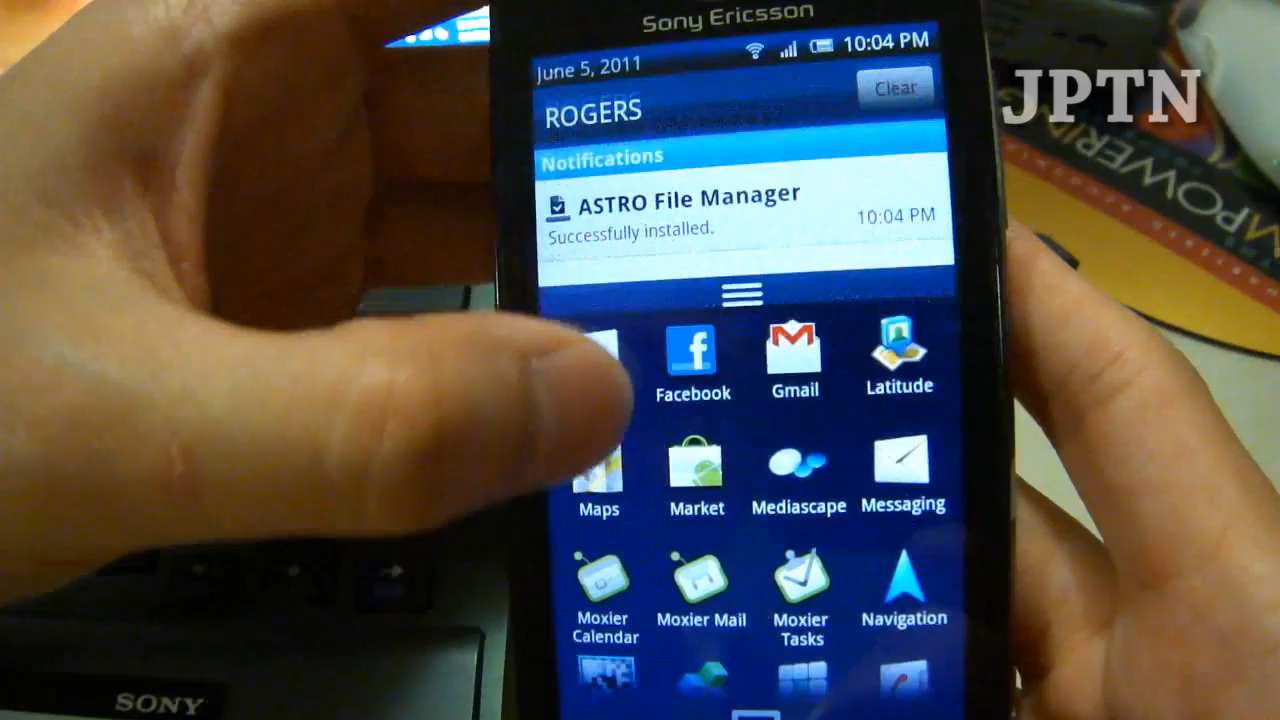 Sony Ericsson
June 5, 2011 10:04 PM
ROGERS Clear
Notifications
ASTRO File Manager
Successfully installed. 10:04 PM
Facebook Gmail Latitude
Maps Market Mediascape Messaging
Moxier Calendar Moxier Mail Moxier Tasks Navigation
JPTN
MPOWERING
SONY